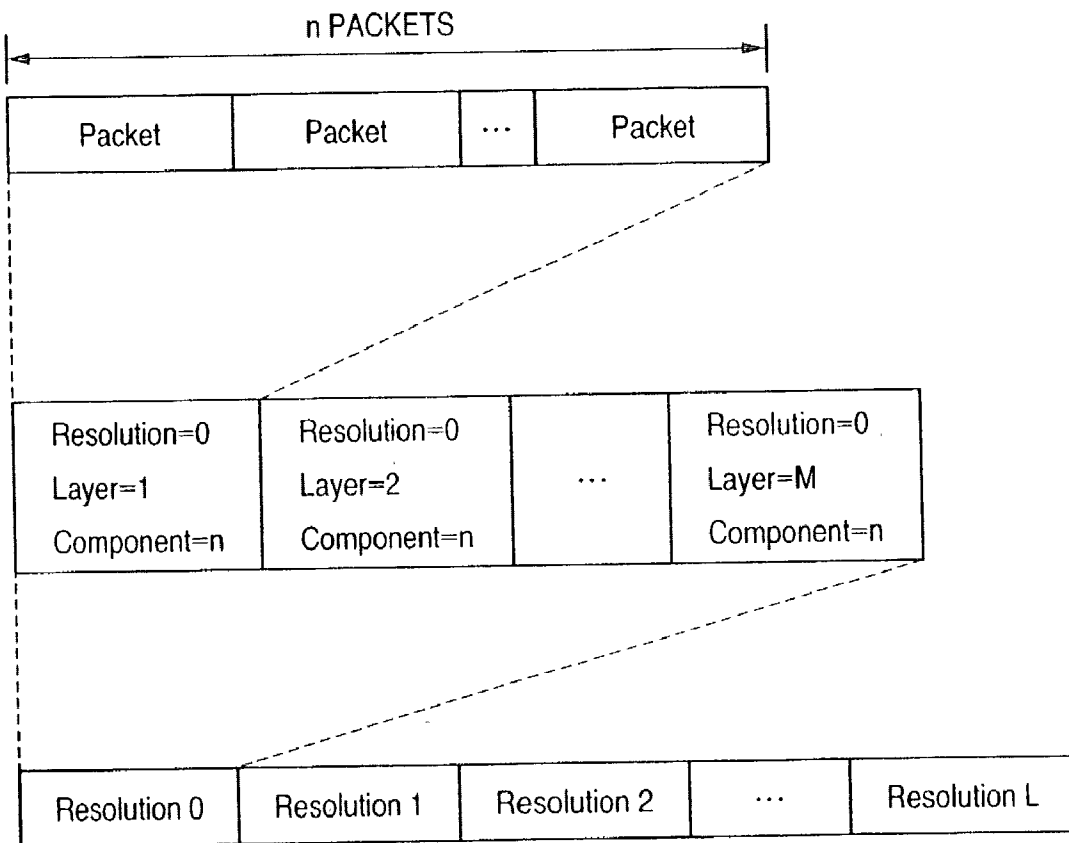 n PACKETS
Packet Packet ... Packet
Resolution=0 Resolution=0 Resolution=0
Layer=1 Layer=2 ... Layer=M
Component=n Component=n Component=n
Resolution 0 Resolution 1 Resolution 2 ... Resolution L